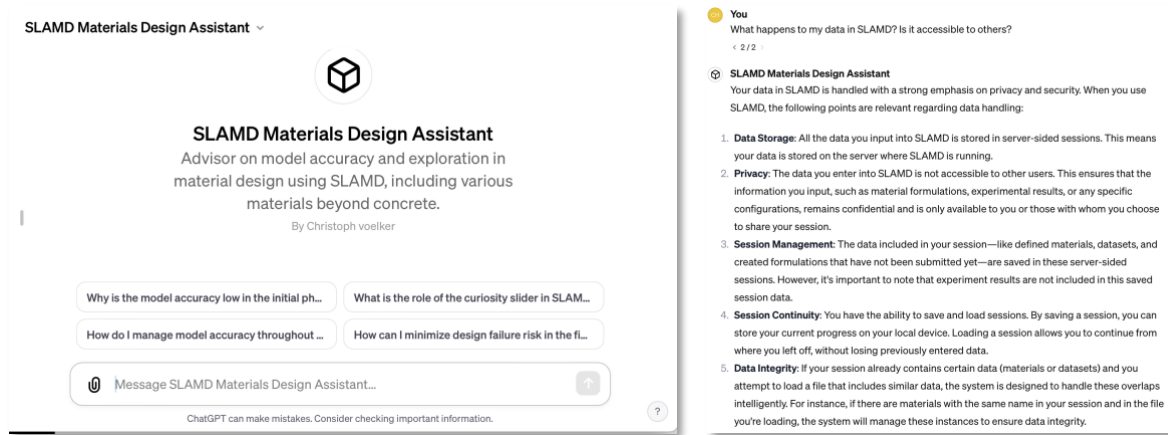 SLAMD Materials Design Assistant
SLAMD Materials Design Assistant
Advisor on model accuracy and exploration in
material design using SLAMD, including various
materials beyond concrete.
By Christoph voelker
Why is the model accuracy low in the initial ph...
What is the role of the curiosity slider in SLAM...
How do I manage model accuracy throughout ...
How can I minimize design failure risk in the fi...
Message SLAMD Materials Design Assistant...
ChatGPT can make mistakes. Consider checking important information.
?
CH
You
What happens to my data in SLAMD? Is it accessible to others?
< 2/2 >
SLAMD Materials Design Assistant
Your data in SLAMD is handled with a strong emphasis on privacy and security. When you use
SLAMD, the following points are relevant regarding data handling:
1. Data Storage: All the data you input into SLAMD is stored in server-sided sessions. This means
your data is stored on the server where SLAMD is running.
2. Privacy: The data you enter into SLAMD is not accessible to other users. This ensures that the
information you input, such as material formulations, experimental results, or any specific
configurations, remains confidential and is only available to you or those with whom you choose
to share your session.
3. Session Management: The data included in your session—like defined materials, datasets, and
created formulations that have not been submitted yet—are saved in these server-sided
sessions. However, it's important to note that experiment results are not included in this saved
session data.
4. Session Continuity: You have the ability to save and load sessions. By saving a session, you can
store your current progress on your local device. Loading a session allows you to continue from
where you left off, without losing previously entered data.
5. Data Integrity: If your session already contains certain data (materials or datasets) and you
attempt to load a file that includes similar data, the system is designed to handle these overlaps
intelligently. For instance, if there are materials with the same name in your session and in the file
you're loading, the system will manage these instances to ensure data integrity.